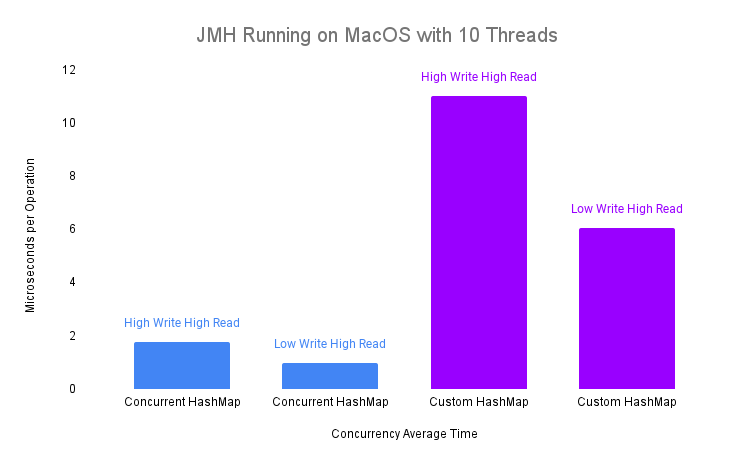 JMH Running on MacOS with 10 Threads
Microseconds per Operation
12
10
8
6
4
2
0
High Write High Read
Low Write High Read
High Write High Read
Low Write High Read
Concurrent HashMap
Concurrent HashMap
Custom HashMap
Custom HashMap
Concurrency Average Time